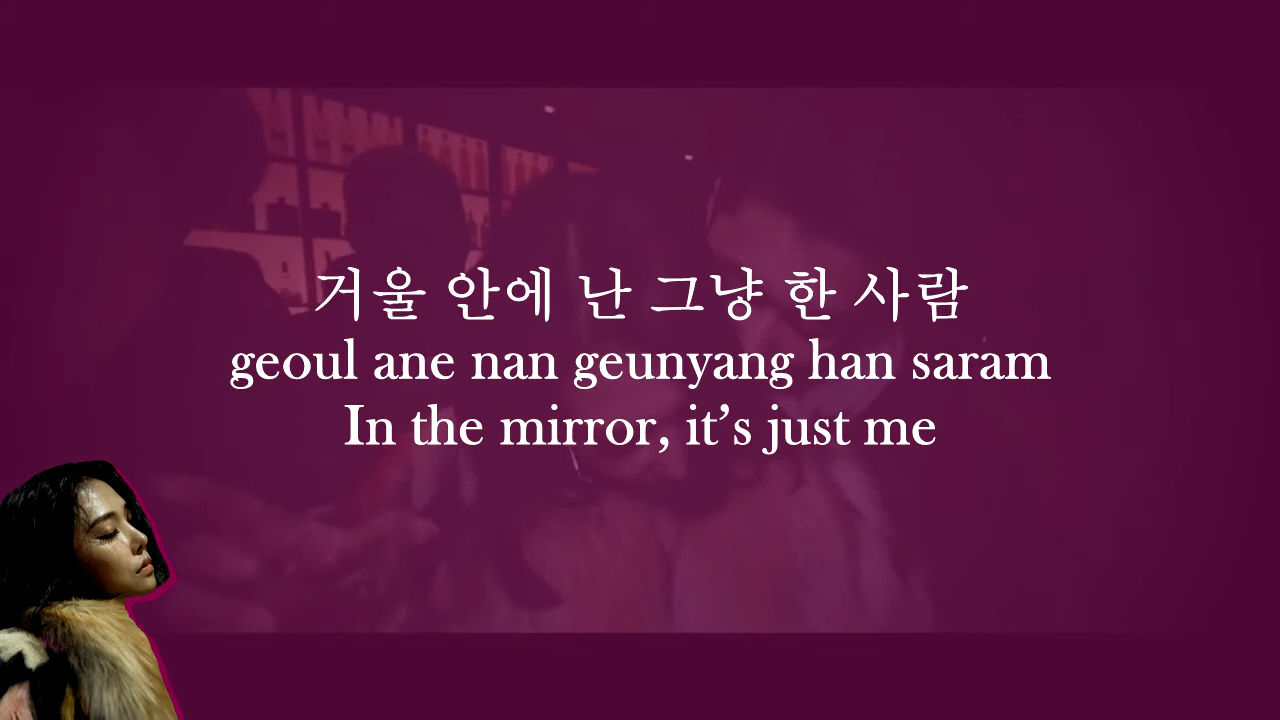 거울 안에 난 그냥 한 사람
geoul ane nan geunyang han saram
In the mirror, it’s just me